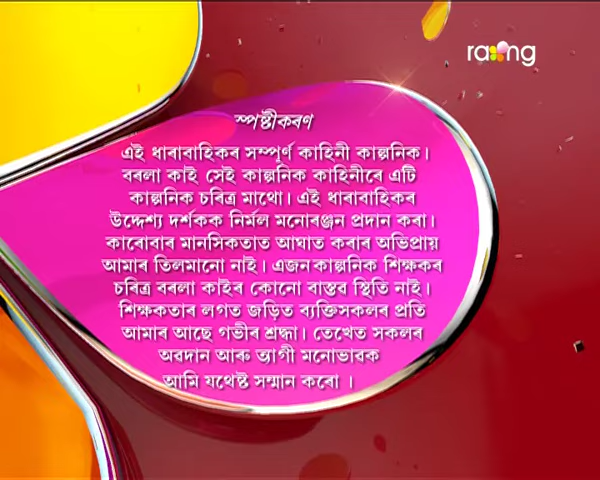 rang
স্পষ্টীকৰণ
এই ধাৰাবাহিকৰ সম্পূৰ্ণ কাহিনী কাল্পনিক।
বৰলা কাই সেই কাল্পনিক কাহিনীৰে এটি
কাল্পনিক চৰিত্ৰ মাথো। এই ধাৰাবাহিকৰ
উদ্দেশ্য দৰ্শকক নিৰ্মল মনোৰঞ্জন প্ৰদান কৰা।
কাৰোবাৰ মানসিকতাত আঘাত কৰাৰ অভিপ্ৰায়
আমাৰ তিলমানো নাই। এজন কাল্পনিক শিক্ষকৰ
চৰিত্ৰ বৰলা কাইৰ কোনো বাস্তৱ স্থিতি নাই।
শিক্ষকতাৰ লগত জড়িত ব্যক্তিসকলৰ প্ৰতি
আমাৰ আছে গভীৰ শ্ৰদ্ধা। তেখেত সকলৰ
অৱদান আৰু ত্যাগী মনোভাৱক
আমি যথেষ্ট সন্মান কৰো ।